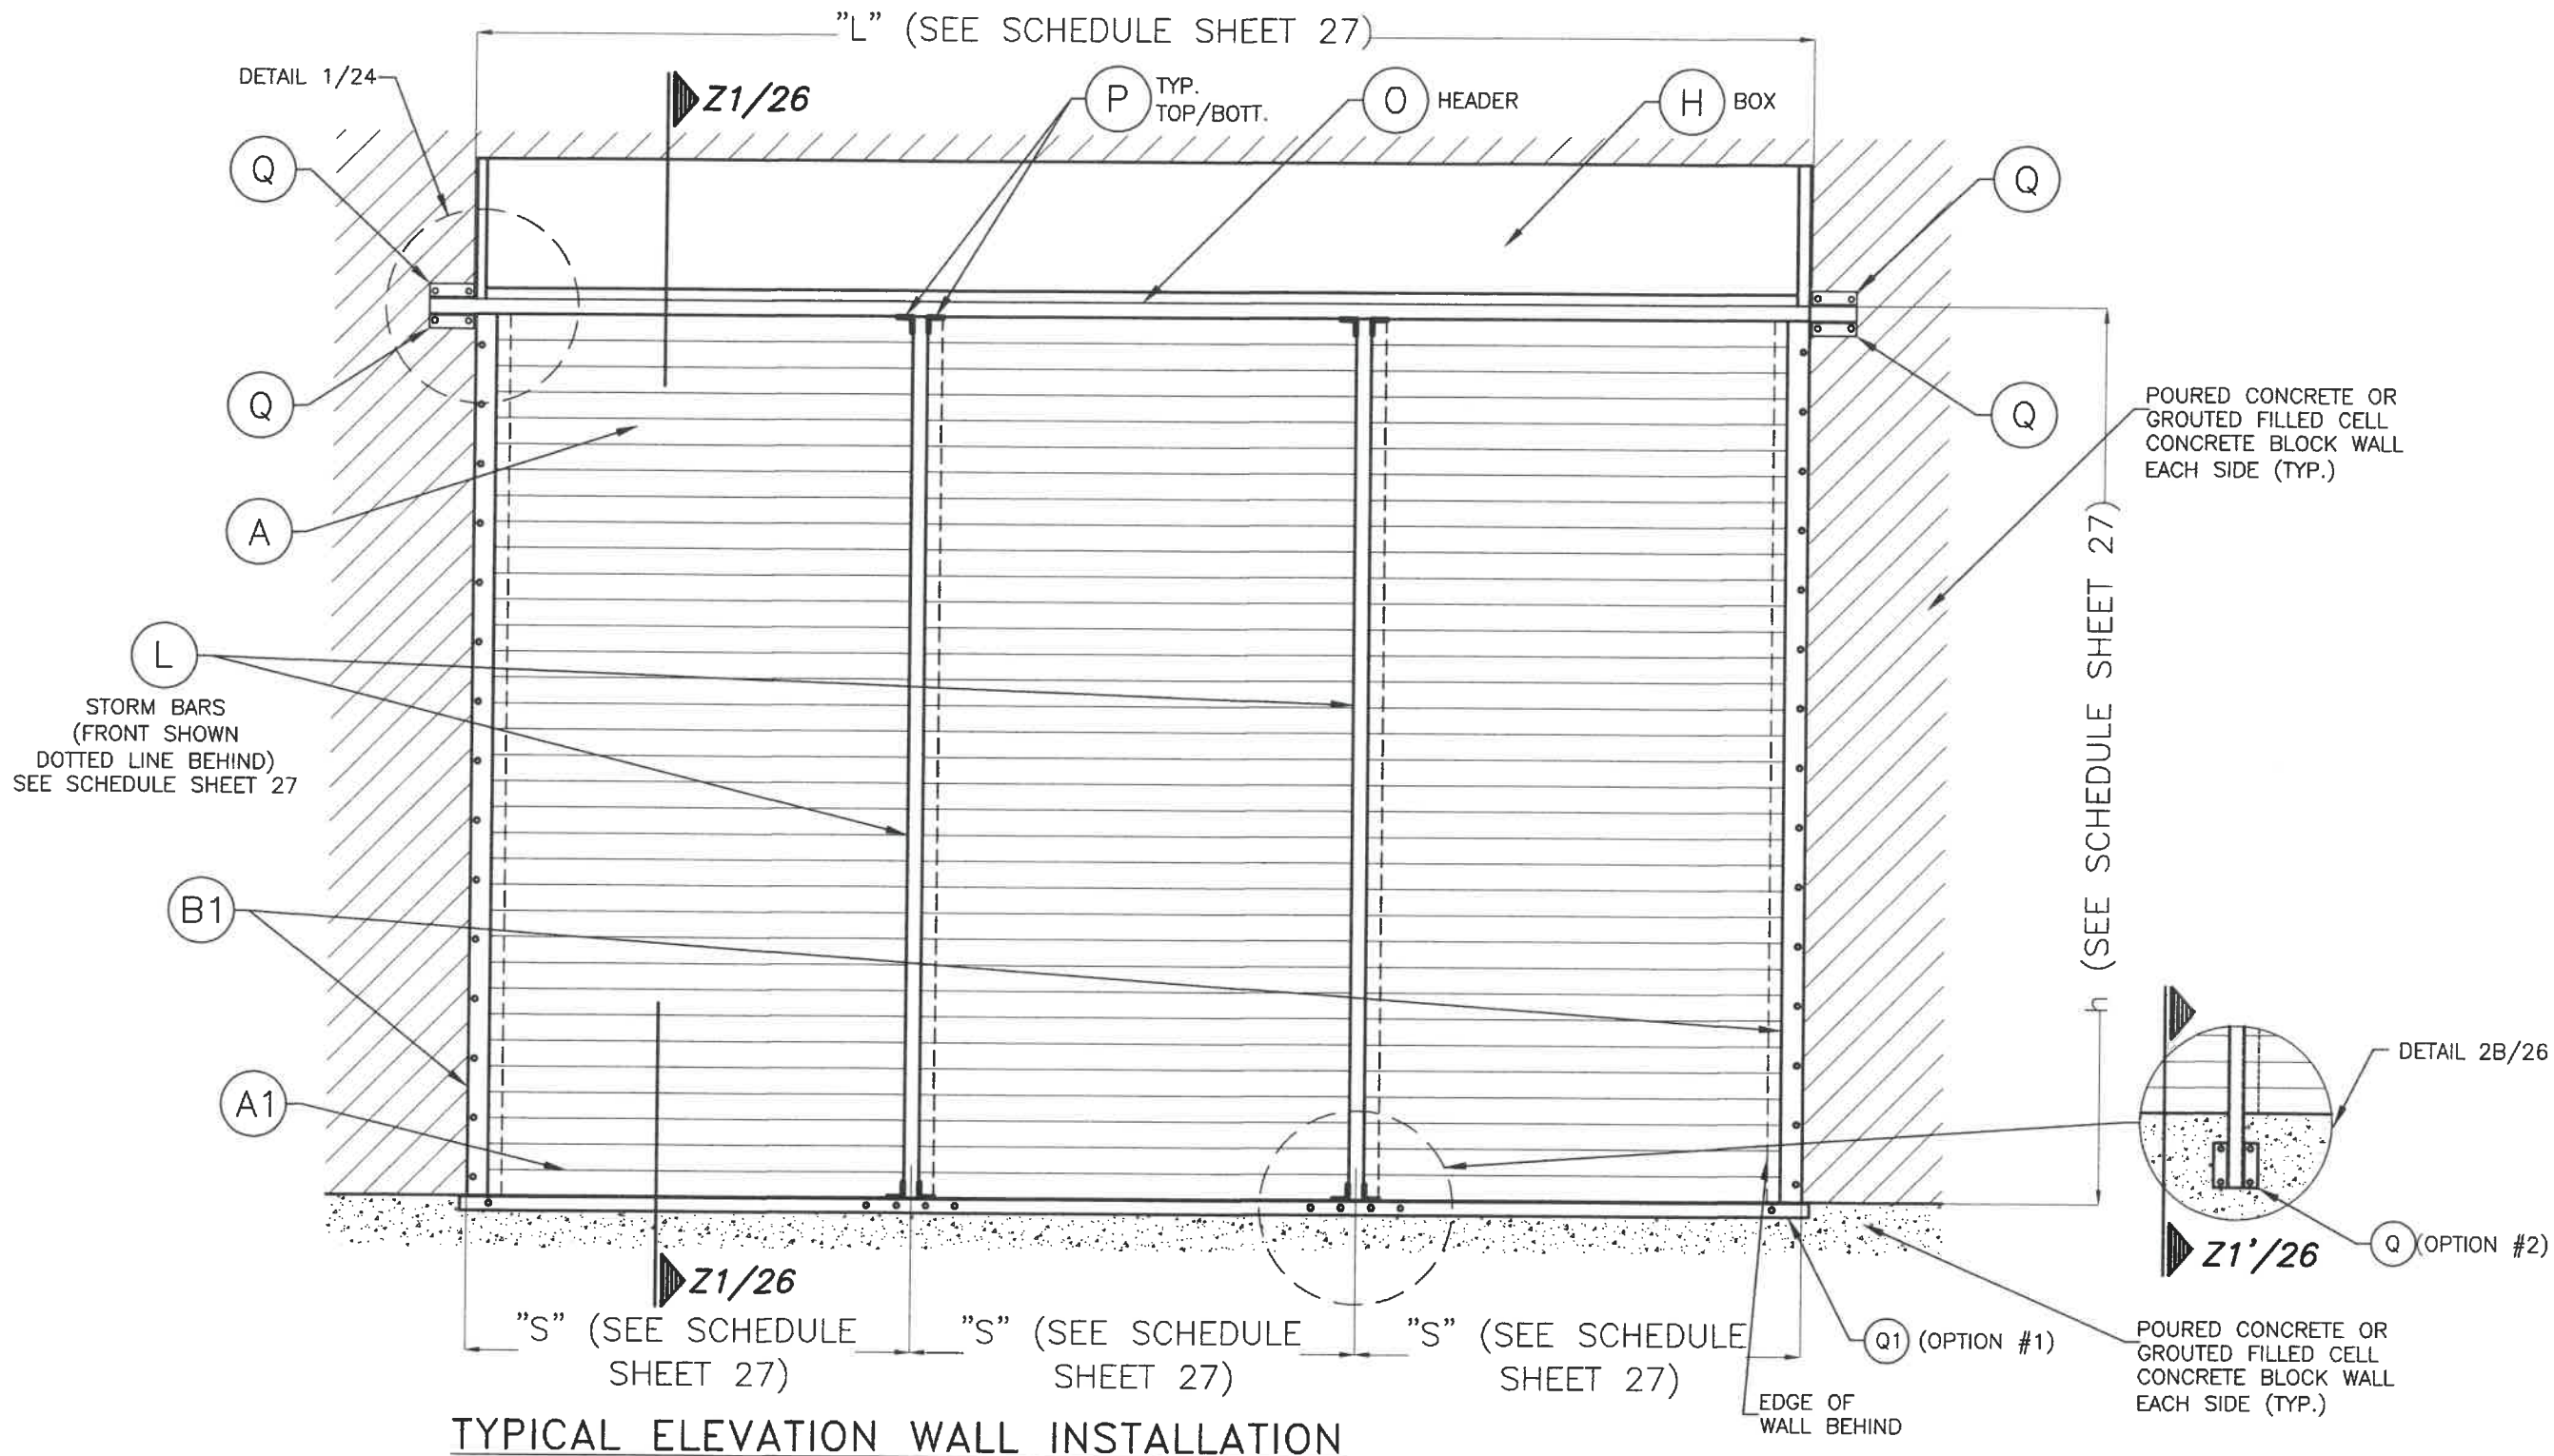 "L" (SEE SCHEDULE SHEET 27)
DETAIL 1/24
Z1/26
P
TYP.
TOP/BOTT.
O
HEADER
H
BOX
Q
Q
Q
Q
A
POURED CONCRETE OR
GROUTED FILLED CELL
CONCRETE BLOCK WALL
EACH SIDE (TYP.)
L
STORM BARS
(FRONT SHOWN
DOTTED LINE BEHIND)
SEE SCHEDULE SHEET 27
h (SEE SCHEDULE SHEET 27)
B1
A1
DETAIL 2B/26
Q (OPTION #2)
Z1'/26
Z1/26
"S" (SEE SCHEDULE
SHEET 27)
"S" (SEE SCHEDULE
SHEET 27)
"S" (SEE SCHEDULE
SHEET 27)
Q1 (OPTION #1)
EDGE OF
WALL BEHIND
POURED CONCRETE OR
GROUTED FILLED CELL
CONCRETE BLOCK WALL
EACH SIDE (TYP.)
TYPICAL ELEVATION WALL INSTALLATION